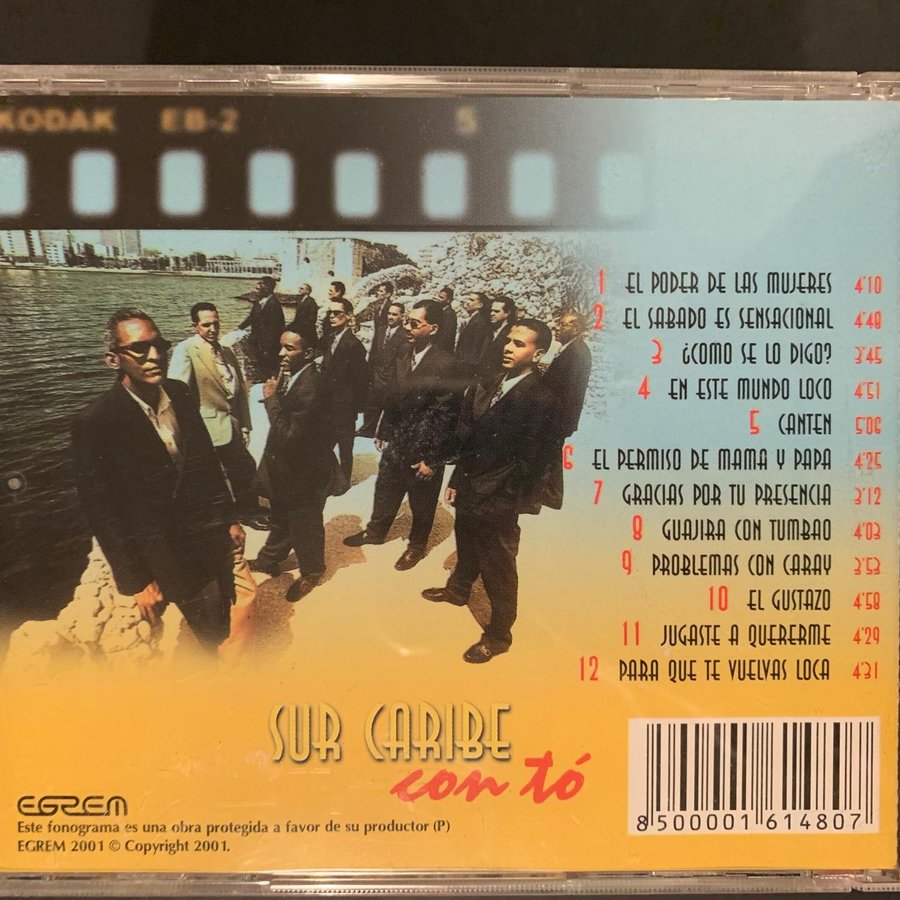 KODAK EB-2 5
1 EL PODER DE LAS MUJERES 4'10
2 EL SABADO ES SENSACIONAL 4'48
3 ¿COMO SE LO DIGO? 3'45
4 EN ESTE MUNDO LOCO 4'51
5 CANTEN 5'06
6 EL PERMISO DE MAMA Y PAPA 4'25
7 GRACIAS POR TU PRESENCIA 3'12
8 GUAJIRA CON TUMBAO 4'03
9 PROBLEMAS CON CARAY 3'53
10 EL GUSTAZO 4'58
11 JUGASTE A QUERERME 4'29
12 PARA QUE TE VUELVAS LOCA 4'31
SUR CARIBE
con tó
EGREM
Este fonograma es una obra protegida a favor de su productor (P)
EGREM 2001 © Copyright 2001.
8 500001 614807